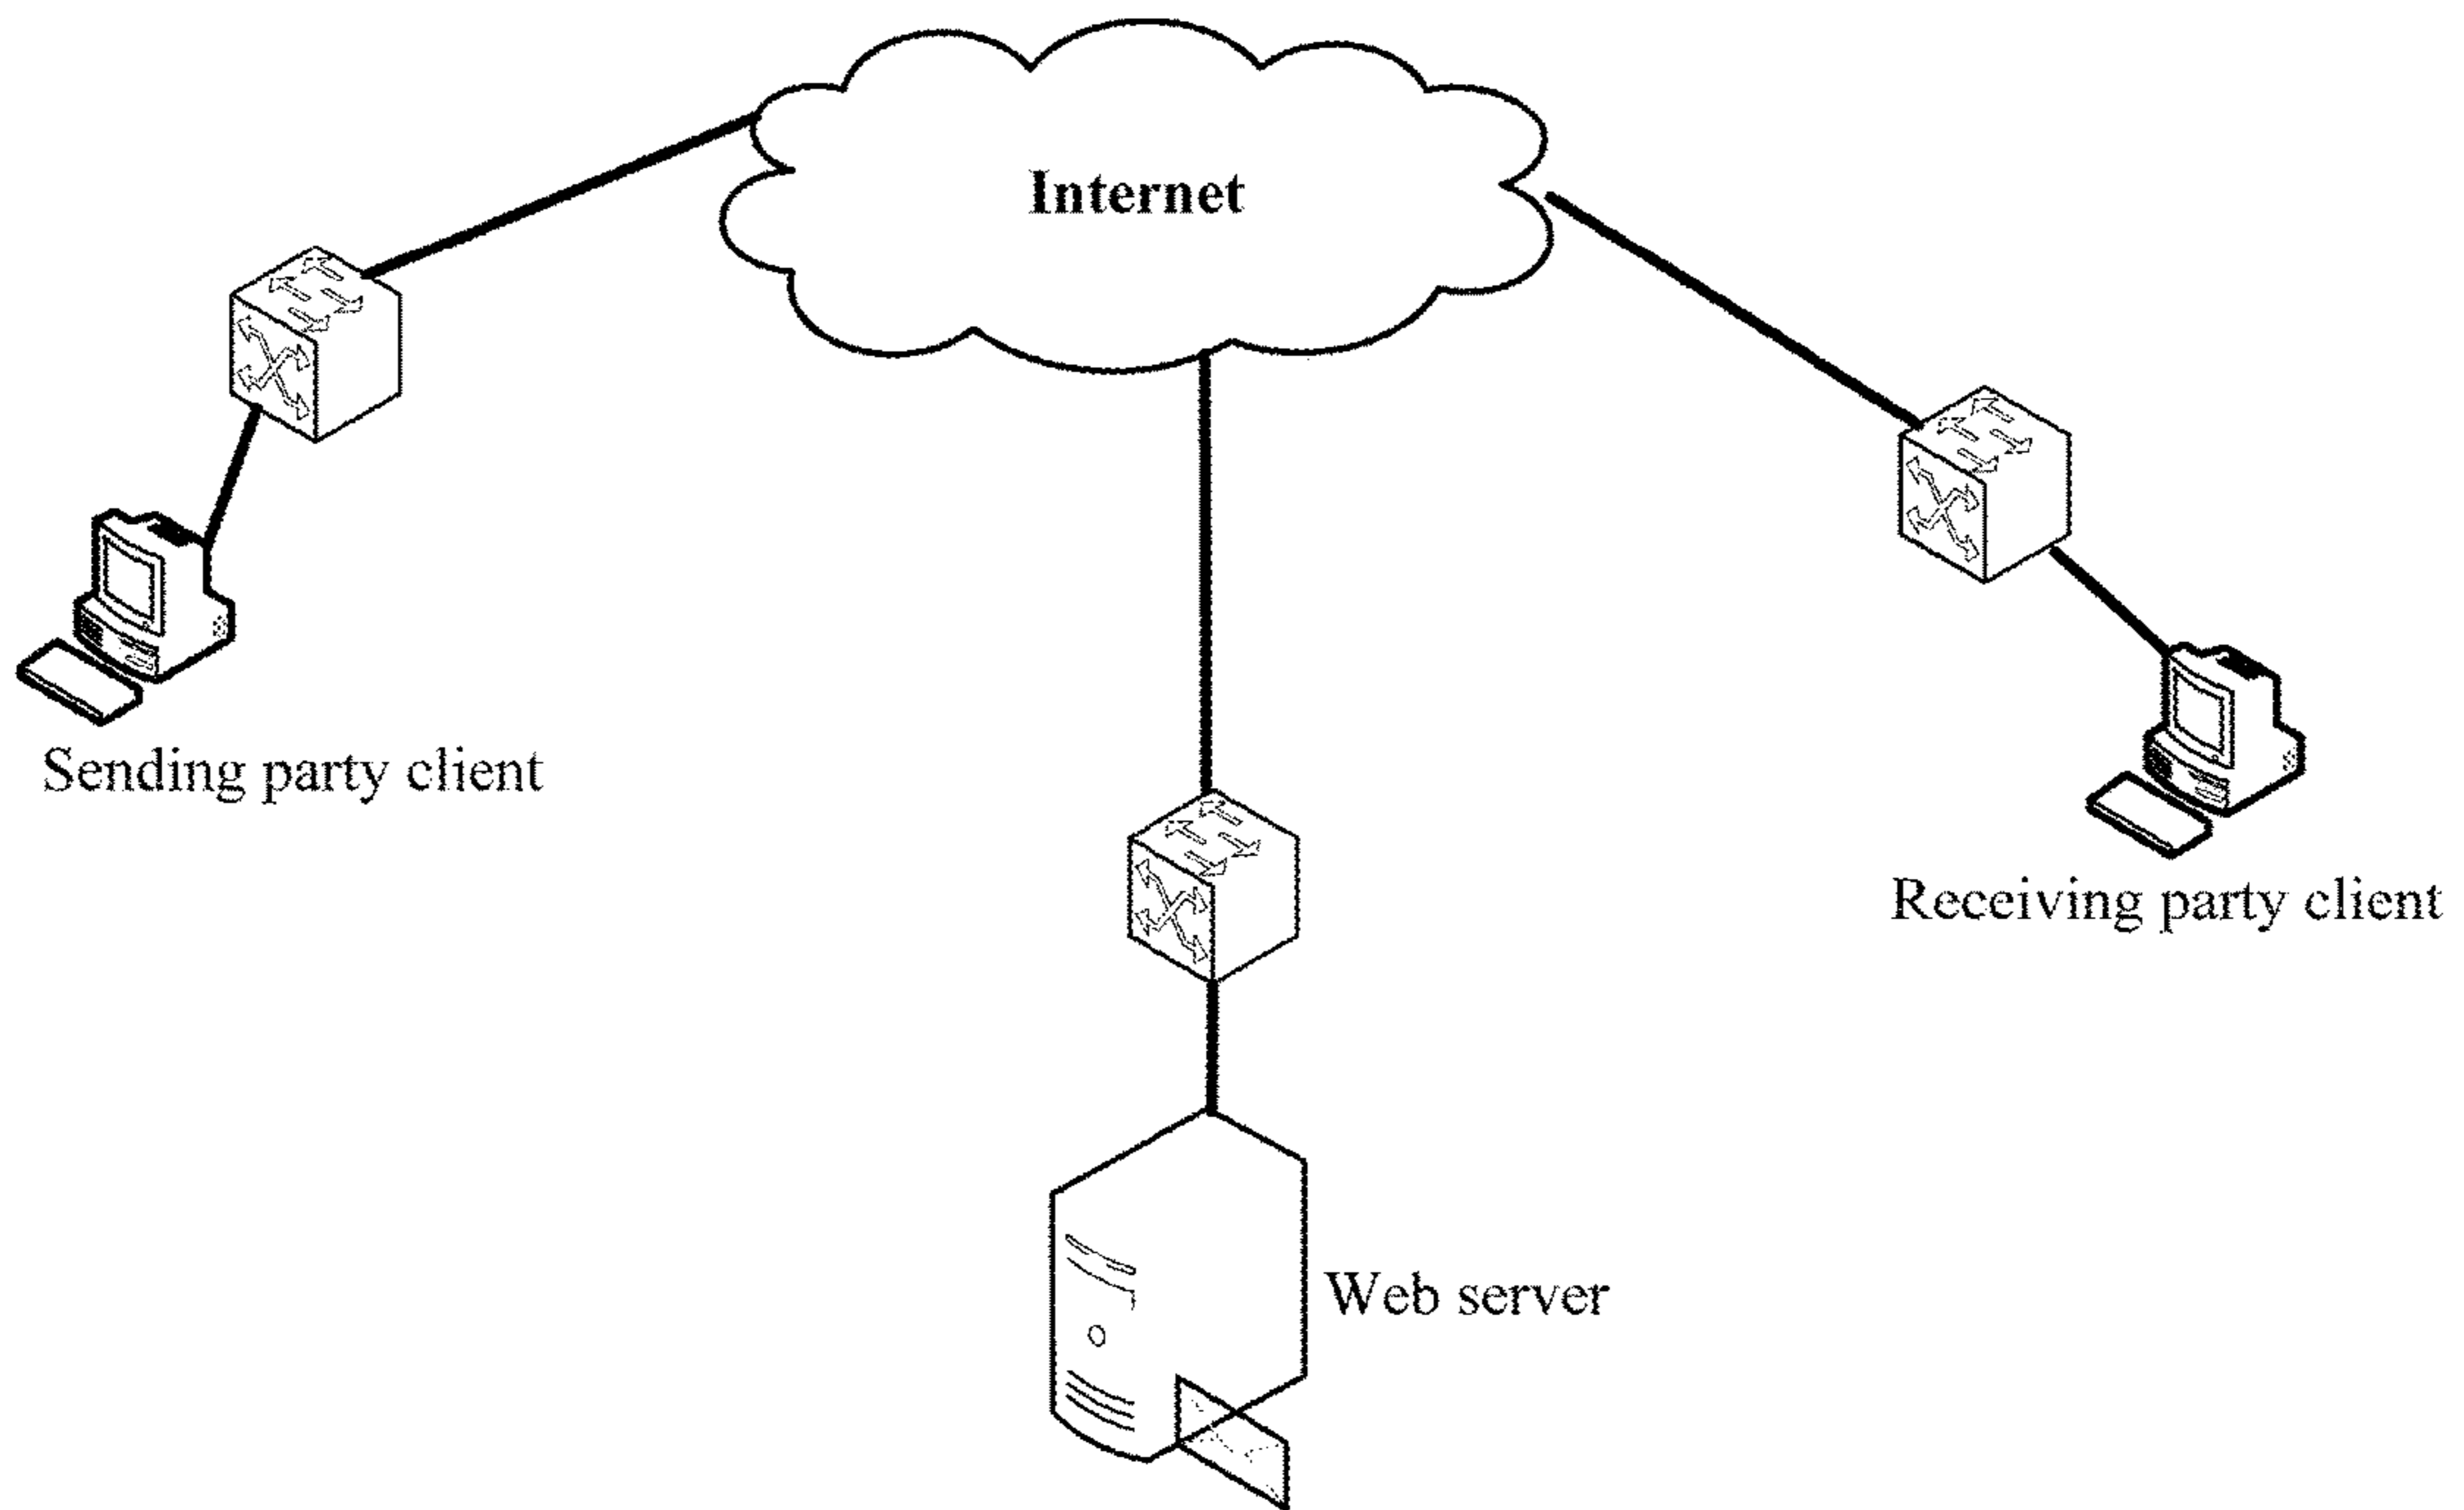 Internet
Sending party client
Receiving party client
Web server